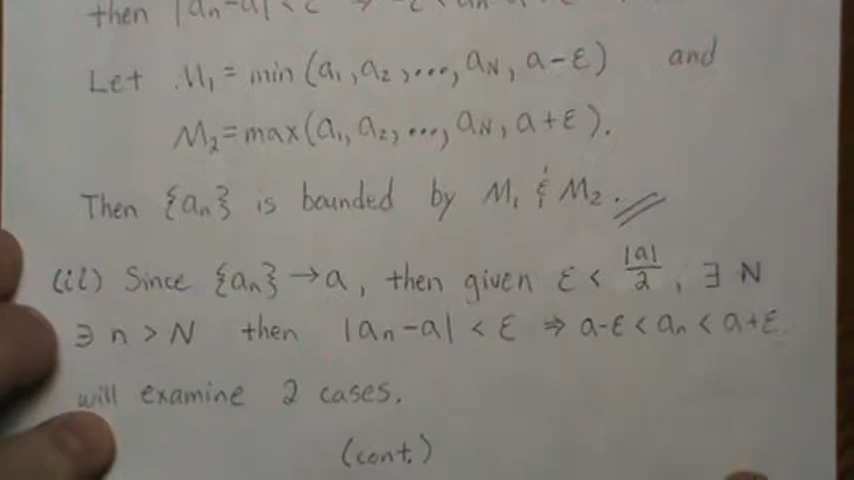 then |an-a| < ε ⇒ -ε < an
Let M₁ = min (a₁, a₂, ..., aN, a-ε) and
M₂ = max (a₁, a₂, ..., aN, a+ε).
Then {an} is bounded by M₁ & M₂. //
(ii) Since {an} → a, then given ε < |a|/2, ∃ N
∋ n > N then |an-a| < ε ⇒ a-ε < an < a+ε.
will examine 2 cases.
(cont.)